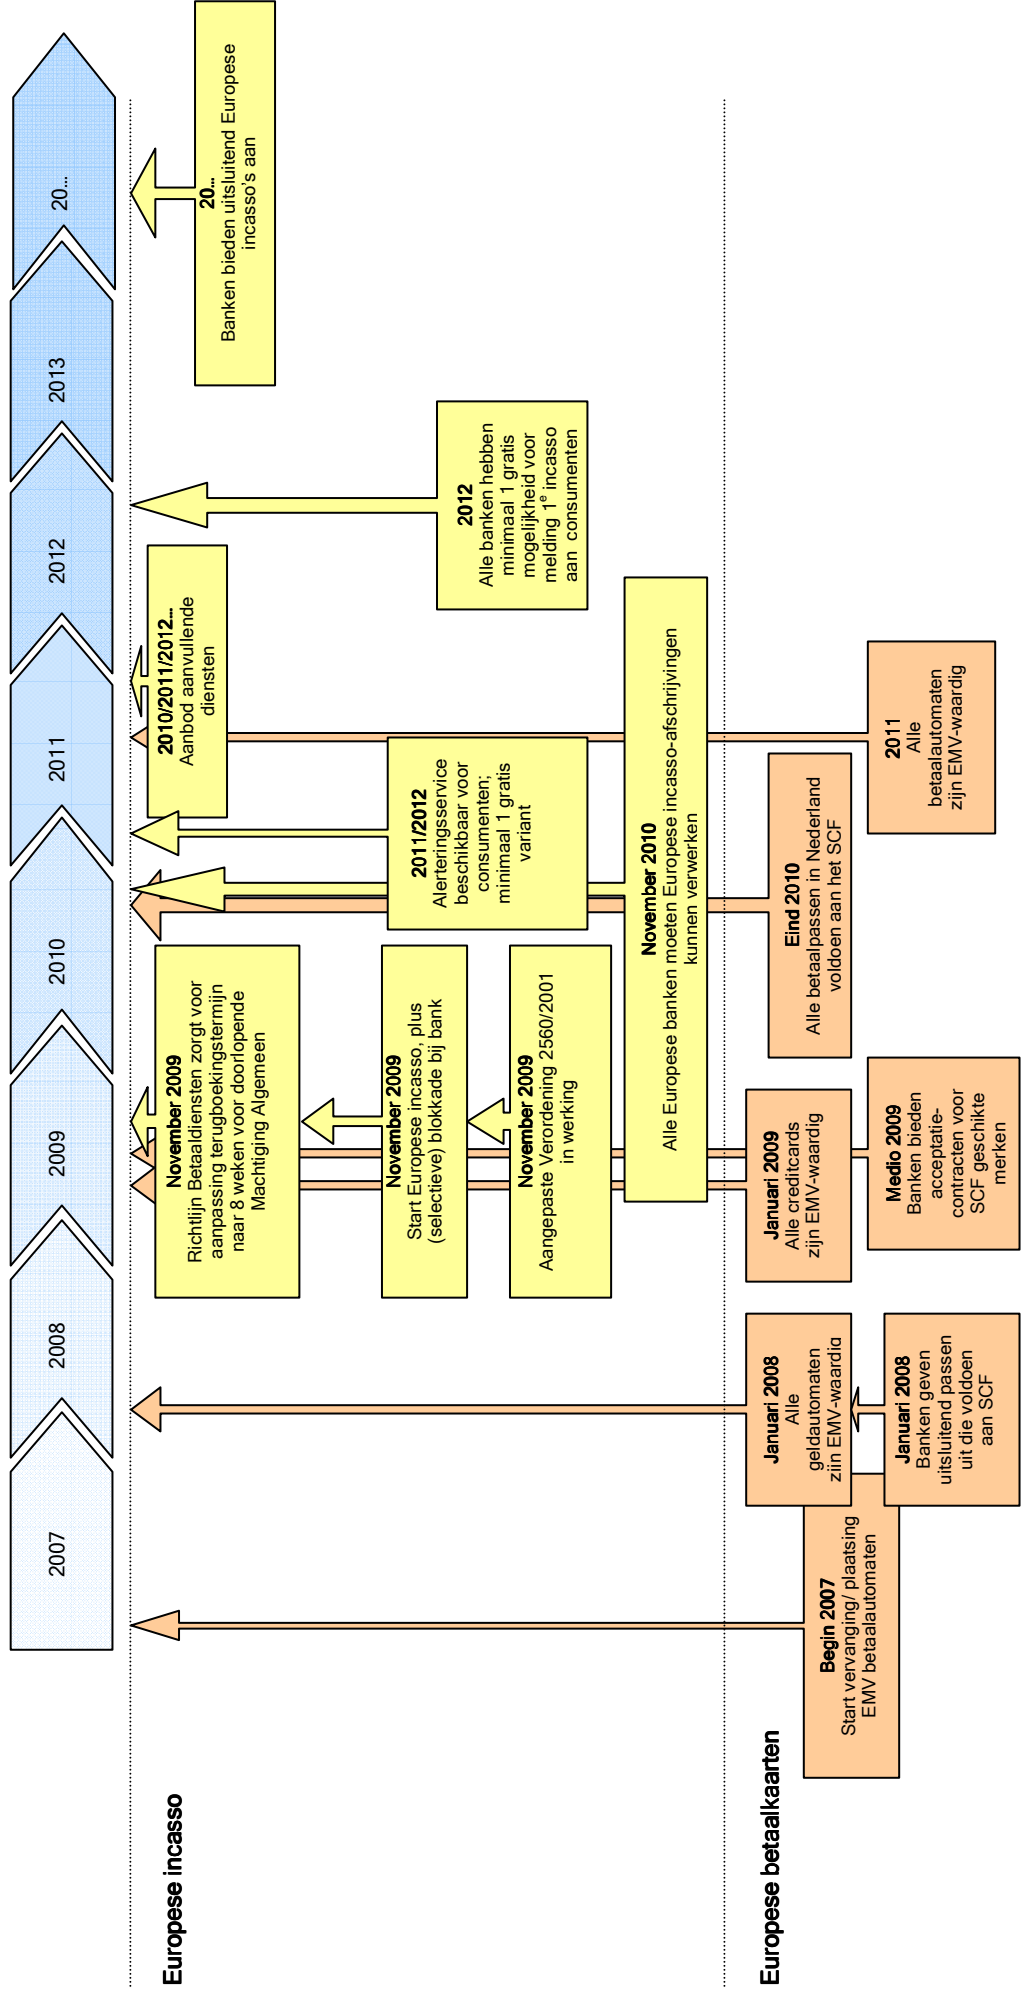 2007
2008
2009
2010
2011
2012
2013
20...
Europese incasso
November 2009
Richtlijn Betaaldiensten zorgt voor
aanpassing terugboekingstermijn
naar 8 weken voor doorlopende
Machtiging Algemeen
November 2009
Start Europese incasso, plus
(selectieve) blokkade bij bank
November 2009
Aangepaste Verordening 2560/2001
in werking
November 2010
Alle Europese banken moeten Europese incasso-afschrijvingen
kunnen verwerken
2011/2012
Alerteringsservice
beschikbaar voor
consumenten;
minimaal 1 gratis
variant
2010/2011/2012...
Aanbod aanvullende
diensten
2012
Alle banken hebben
minimaal 1 gratis
mogelijkheid voor
melding 1e incasso
aan consumenten
20...
Banken bieden uitsluitend Europese
incasso's aan
Europese betaalkaarten
Begin 2007
Start vervanging/ plaatsing
EMV betaalautomaten
Januari 2008
Alle
geldautomaten
zijn EMV-waardig
Januari 2008
Banken geven
uitsluitend passen
uit die voldoen
aan SCF
Januari 2009
Alle creditcards
zijn EMV-waardig
Medio 2009
Banken bieden
acceptatie-
contracten voor
SCF geschikte
merken
Eind 2010
Alle betaalpassen in Nederland
voldoen aan het SCF
2011
Alle
betaalautomaten
zijn EMV-waardig